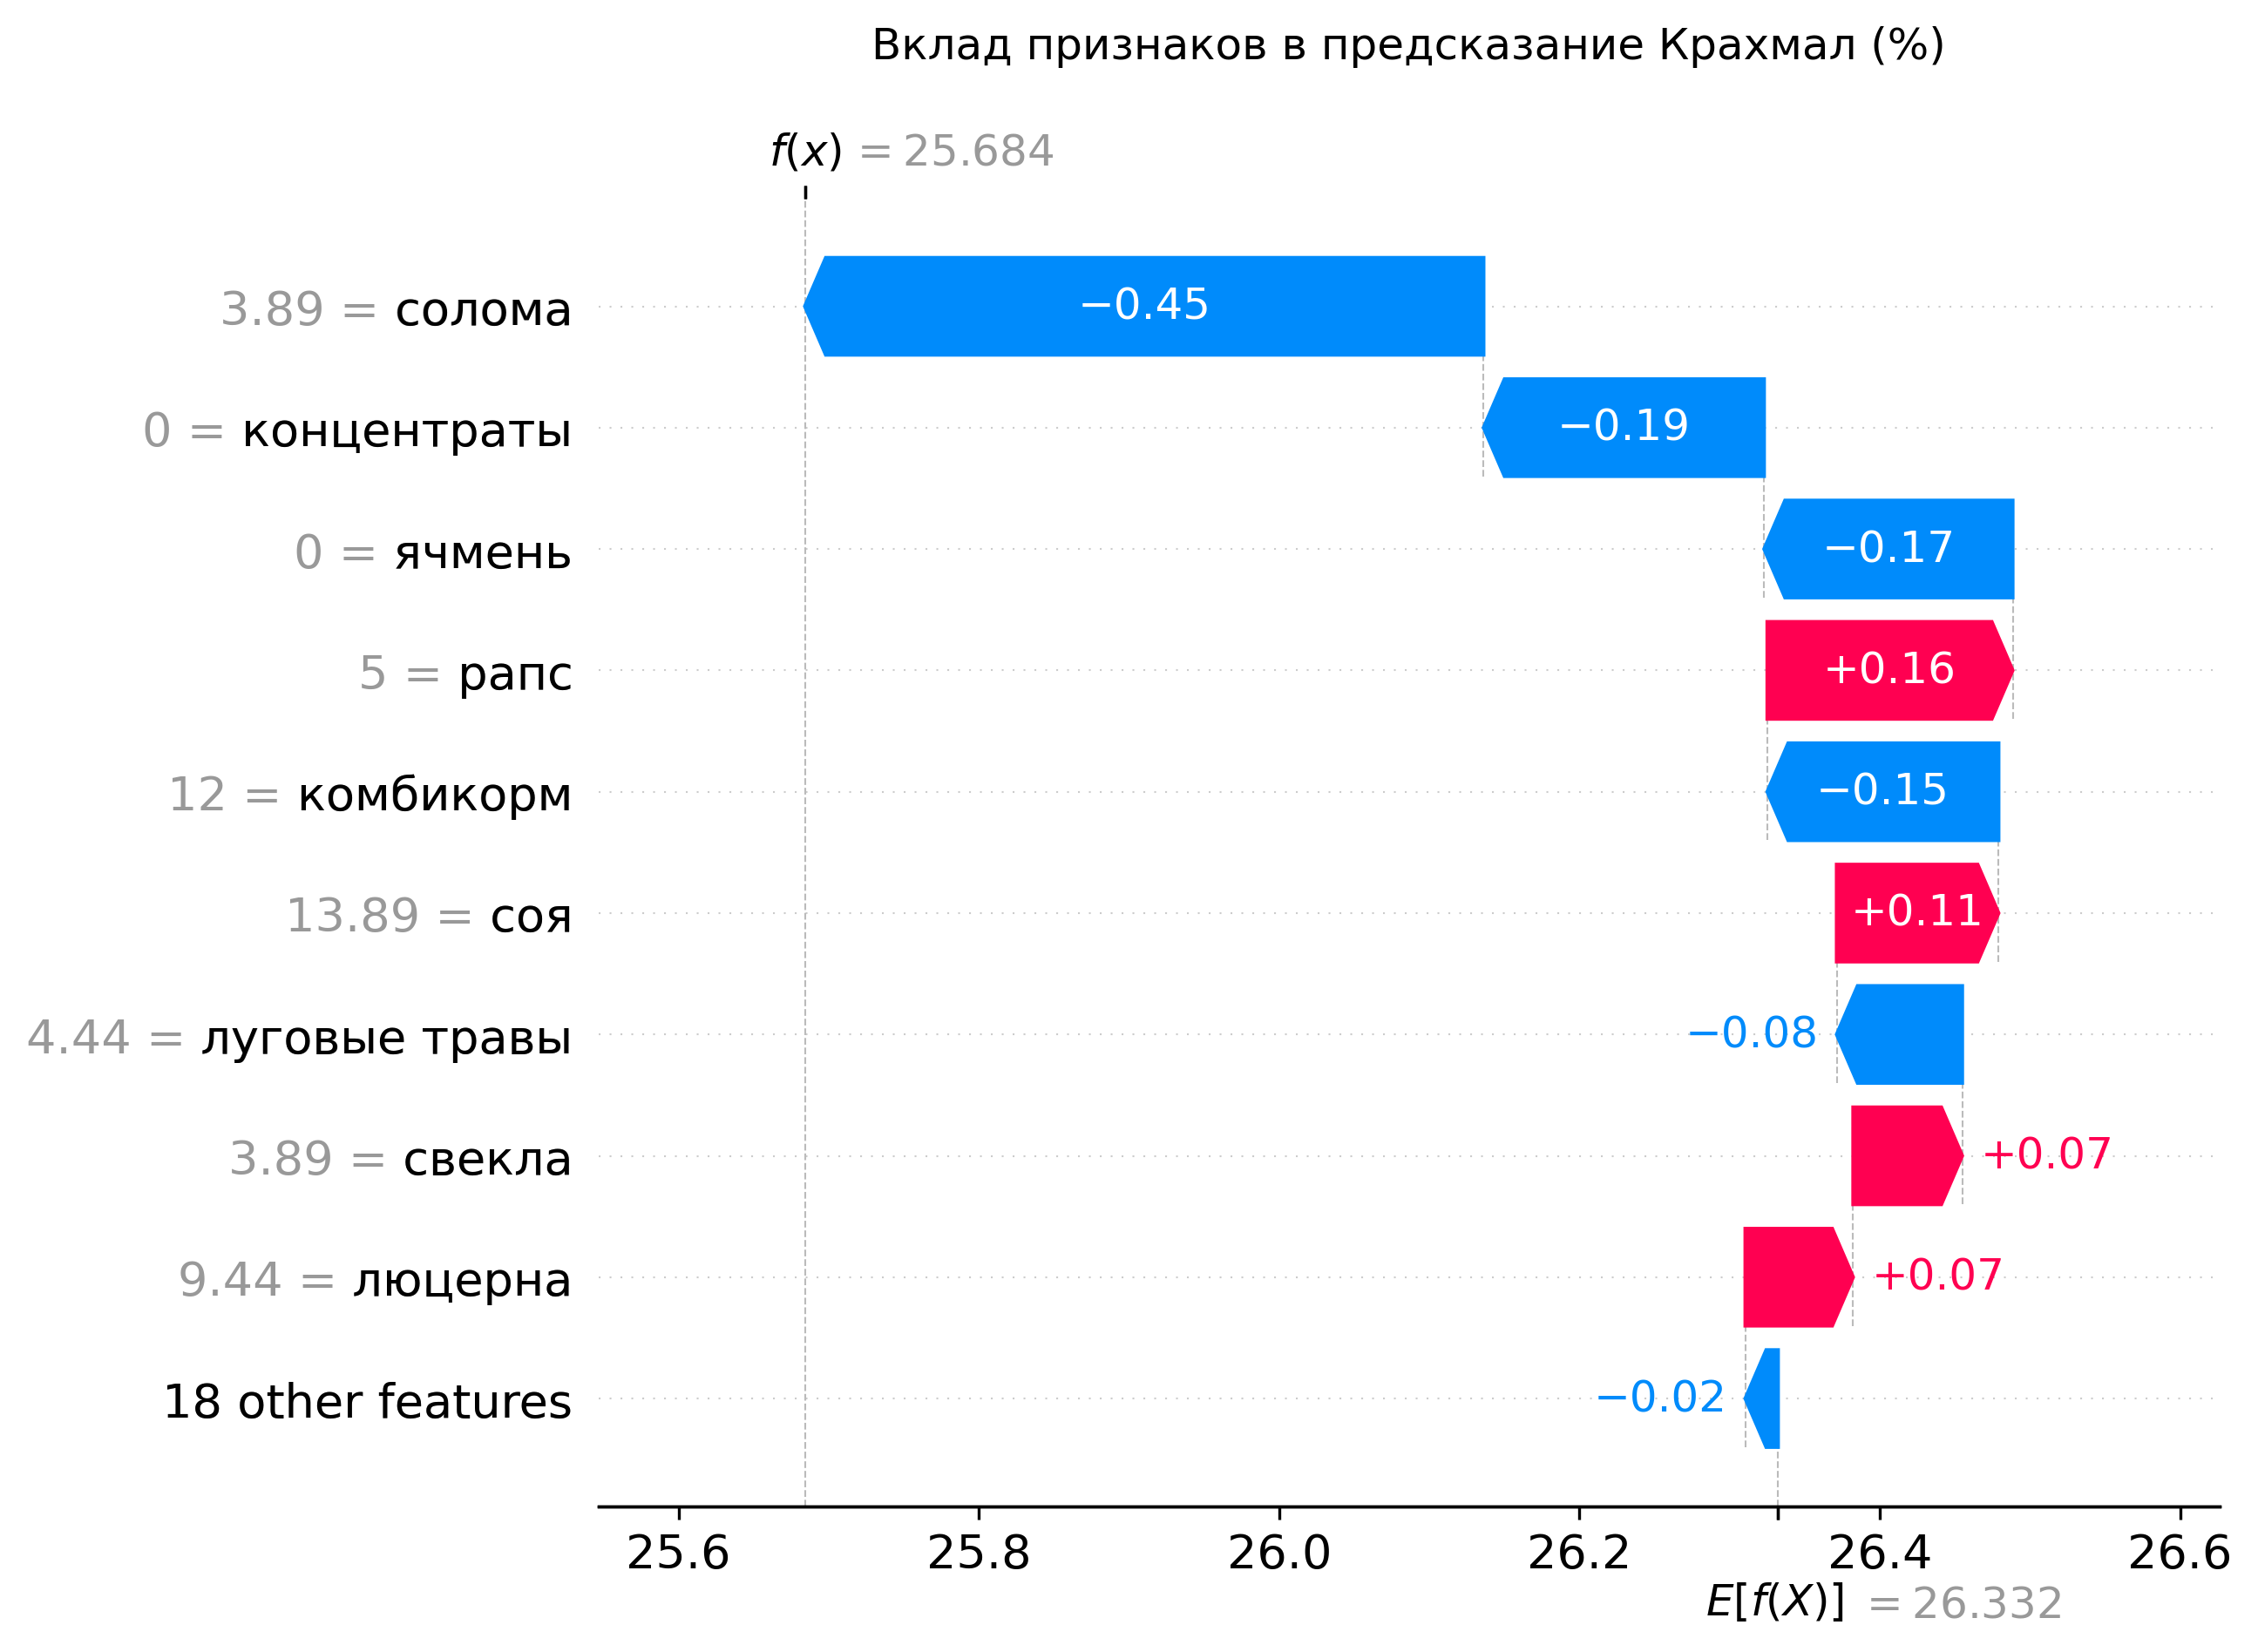 Вклад признаков в предсказание Крахмал (%)
f(x) = 25.684
3.89 = солома −0.45
0 = концентраты −0.19
0 = ячмень −0.17
5 = рапс +0.16
12 = комбикорм −0.15
13.89 = соя +0.11
4.44 = луговые травы −0.08
3.89 = свекла +0.07
9.44 = люцерна +0.07
18 other features −0.02
25.6 25.8 26.0 26.2 26.4 26.6
E[f(X)] = 26.332